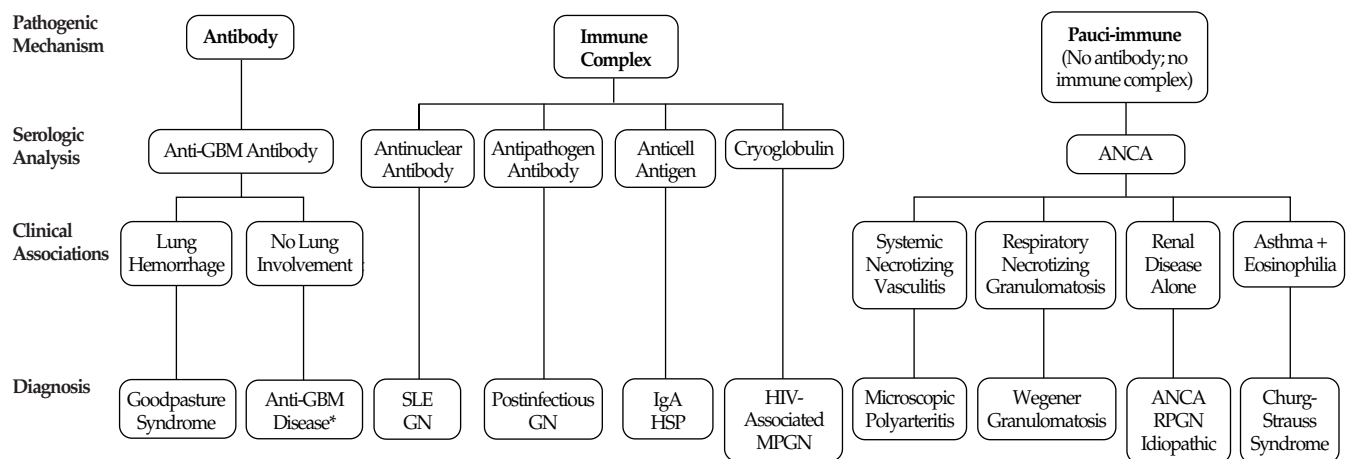 Pathogenic
Mechanism
Antibody
Immune
Complex
Pauci-immune
(No antibody; no
immune complex)
Serologic
Analysis
Anti-GBM Antibody
Antinuclear
Antibody
Antipathogen
Antibody
Anticell
Antigen
Cryoglobulin
ANCA
Clinical
Associations
Lung
Hemorrhage
No Lung
Involvement
Systemic
Necrotizing
Vasculitis
Respiratory
Necrotizing
Granulomatosis
Renal
Disease
Alone
Asthma +
Eosinophilia
Diagnosis
Goodpasture
Syndrome
Anti-GBM
Disease*
SLE
GN
Postinfectious
GN
IgA
HSP
HIV-
Associated
MPGN
Microscopic
Polyarteritis
Wegener
Granulomatosis
ANCA
RPGN
Idiopathic
Churg-
Strauss
Syndrome